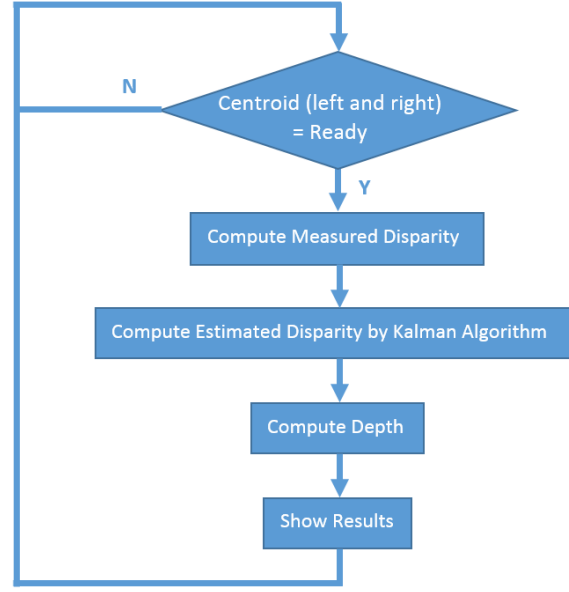 N
Centroid (left and right)
= Ready
Y
Compute Measured Disparity
Compute Estimated Disparity by Kalman Algorithm
Compute Depth
Show Results